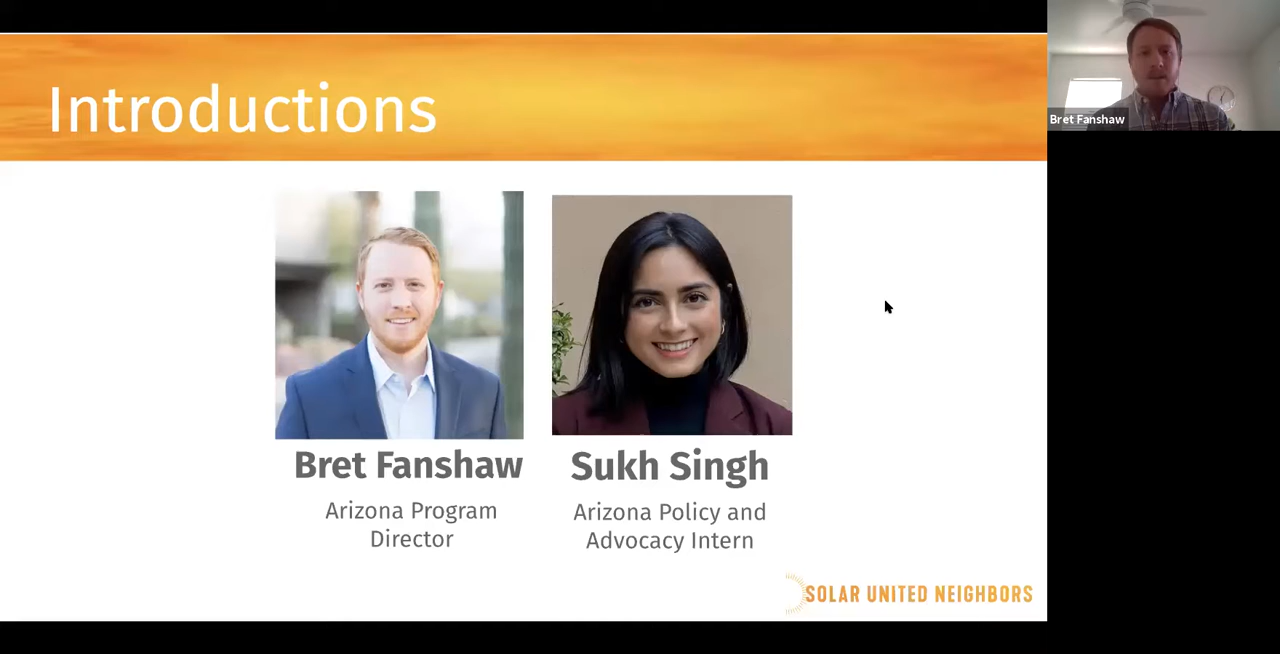 Introductions
Bret Fanshaw
Bret Fanshaw
Arizona Program
Director
Sukh Singh
Arizona Policy and
Advocacy Intern
SOLAR UNITED NEIGHBORS